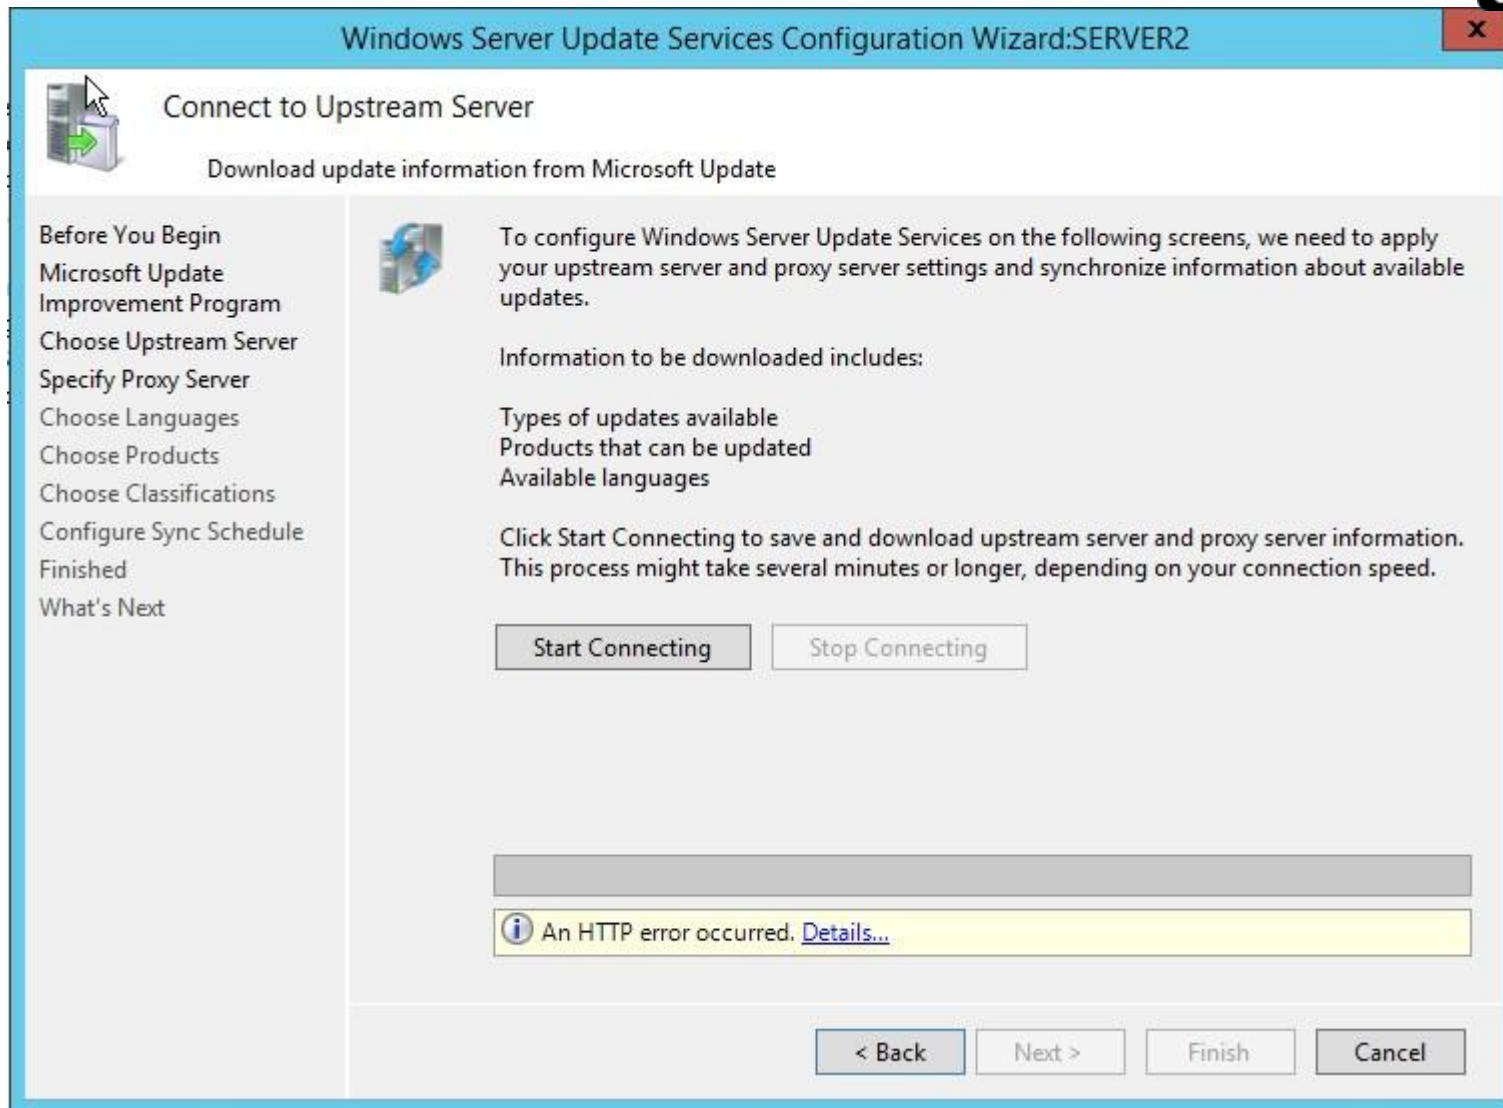 Windows Server Update Services Configuration Wizard:SERVER2
x
Connect to Upstream Server
Download update information from Microsoft Update
Before You Begin
Microsoft Update
Improvement Program
Choose Upstream Server
Specify Proxy Server
Choose Languages
Choose Products
Choose Classifications
Configure Sync Schedule
Finished
What's Next
To configure Windows Server Update Services on the following screens, we need to apply
your upstream server and proxy server settings and synchronize information about available
updates.
Information to be downloaded includes:
Types of updates available
Products that can be updated
Available languages
Click Start Connecting to save and download upstream server and proxy server information.
This process might take several minutes or longer, depending on your connection speed.
Start Connecting
Stop Connecting
An HTTP error occurred. Details...
< Back
Next >
Finish
Cancel